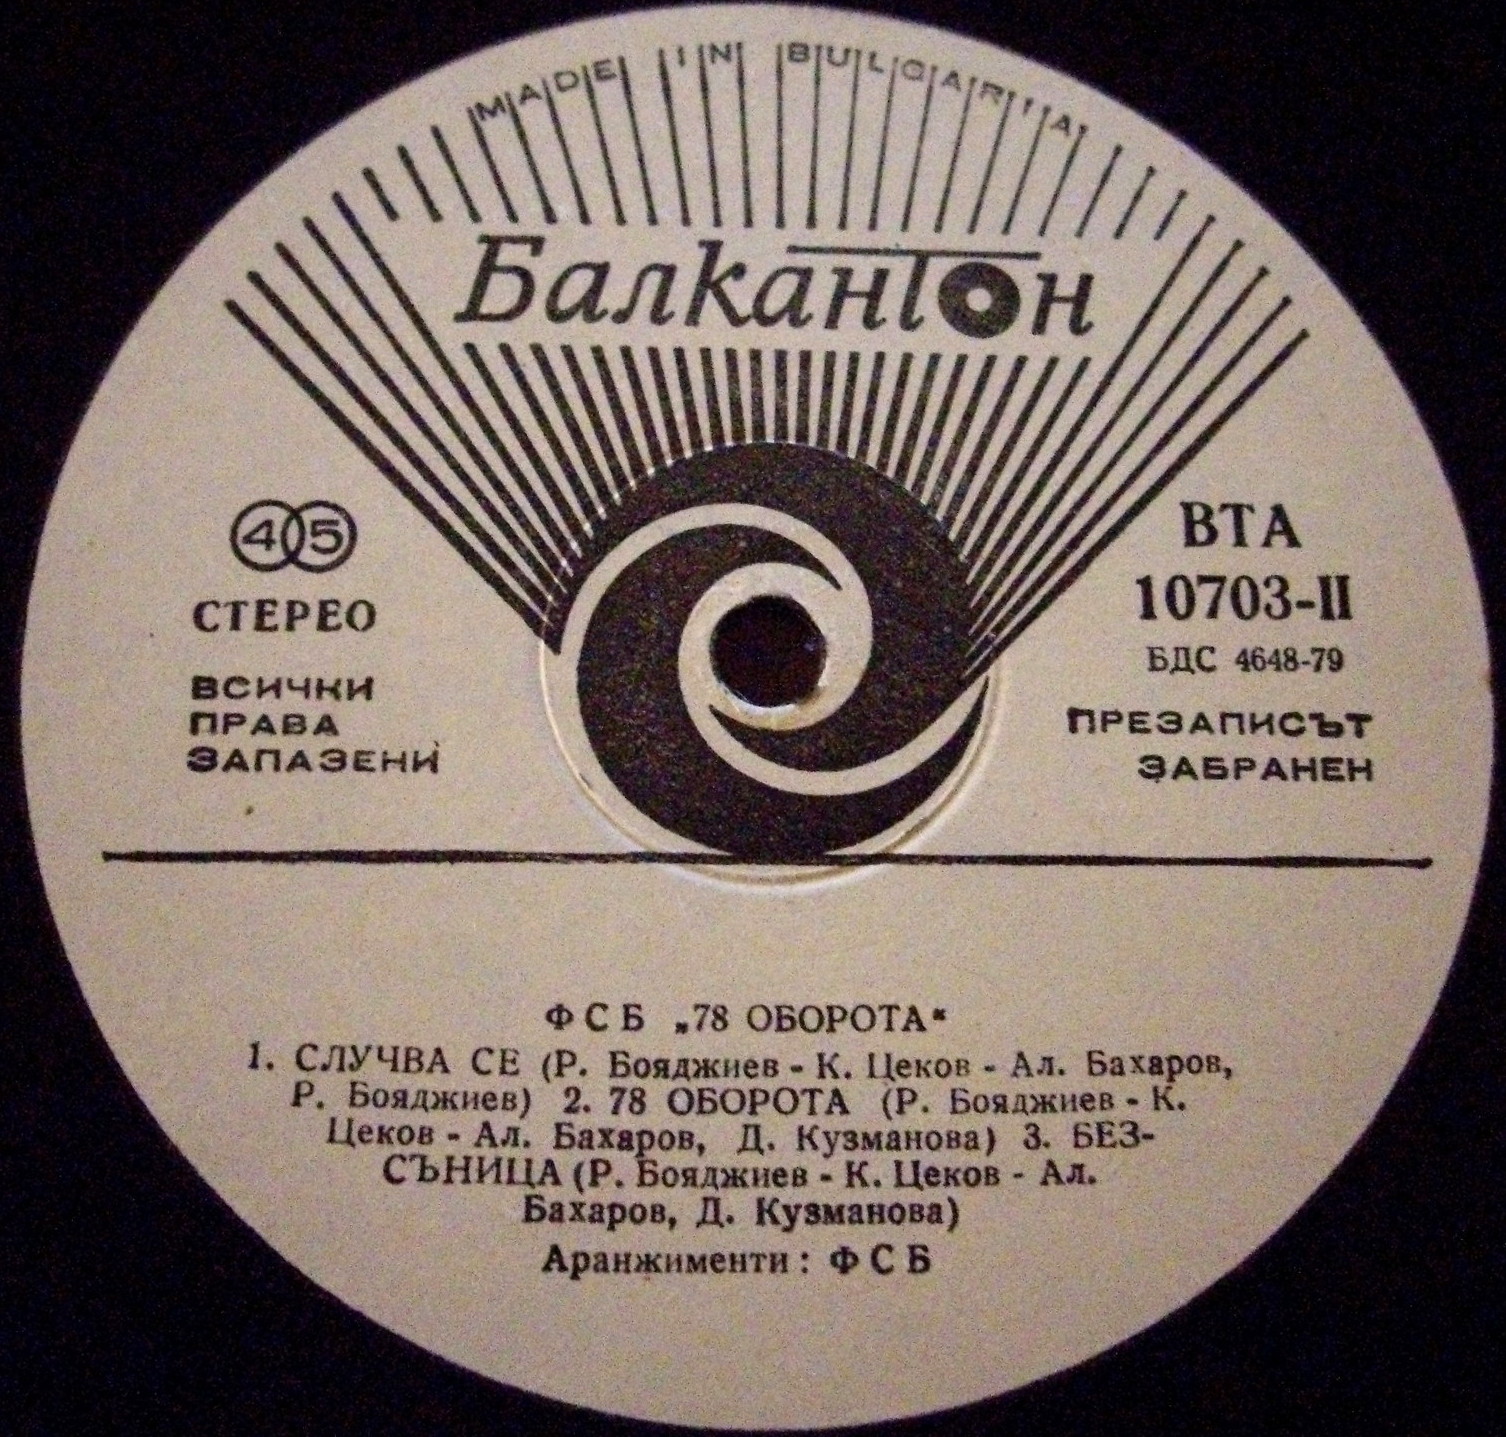 MADE IN BULGARIA
Балкантон
45
СТЕРЕО
ВСИЧКИ
ПРАВА
ЗАПАЗЕНИ
ВТА
10703-II
БДС 4648-79
ПРЕЗАПИСЪТ
ЗАБРАНЕН
ФСБ „78 ОБОРОТА“
1. СЛУЧВА СЕ (Р. Бояджиев - К. Цеков - Ал. Бахаров,
Р. Бояджиев) 2. 78 ОБОРОТА (Р. Бояджиев - К.
Цеков - Ал. Бахаров, Д. Кузманова) 3. БЕЗ-
СЪНИЦА (Р. Бояджиев - К. Цеков - Ал.
Бахаров, Д. Кузманова)
Аранжименти: ФСБ